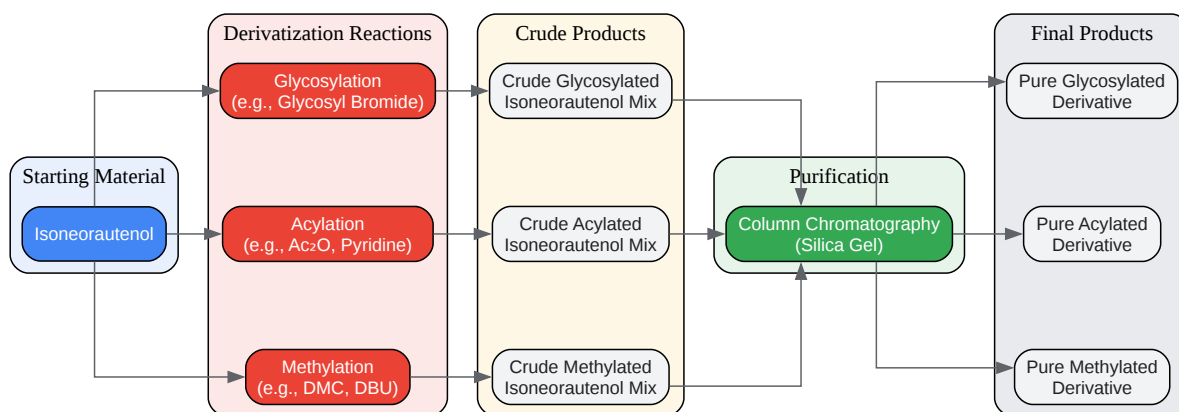 Derivatization Reactions
Crude Products
Final Products
Glycosylation
(e.g., Glycosyl Bromide)
Crude Glycosylated
Isoneorautenol Mix
Pure Glycosylated
Derivative
Starting Material
Purification
Isoneorautenol
Acylation
(e.g., Ac₂O, Pyridine)
Crude Acylated
Isoneorautenol Mix
Column Chromatography
(Silica Gel)
Pure Acylated
Derivative
Methylation
(e.g., DMC, DBU)
Crude Methylated
Isoneorautenol Mix
Pure Methylated
Derivative